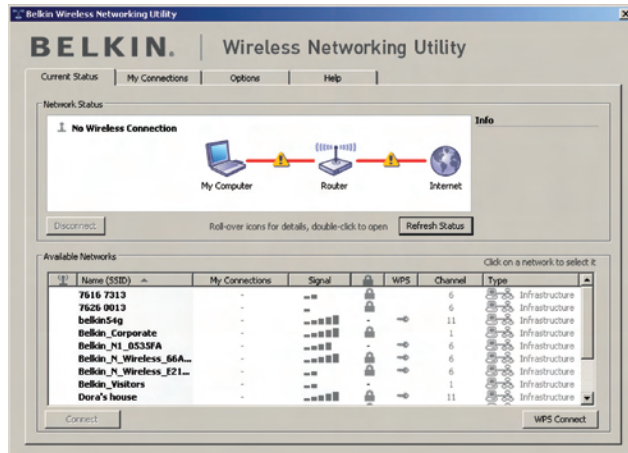 Belkin Wireless Networking Utility
BELKIN. Wireless Networking Utility
Current Status My Connections Options Help
Network Status
No Wireless Connection
Info
My Computer Router Internet
Disconnect Roll-over icons for details, double-click to open Refresh Status
Available Networks
Click on a network to select it
Name (SSID) My Connections Signal WPS Channel Type
7616 7313 - 6 Infrastructure
7626 0013 - 6 Infrastructure
belkin54g - - 11 Infrastructure
Belkin_Corporate - 1 Infrastructure
Belkin_N1_0535FA - - 6 Infrastructure
Belkin_N_Wireless_66A... - 6 Infrastructure
Belkin_N_Wireless_E21... - 6 Infrastructure
Belkin_Visitors - - 1 Infrastructure
Dora's house - 11 Infrastructure
Connect WPS Connect